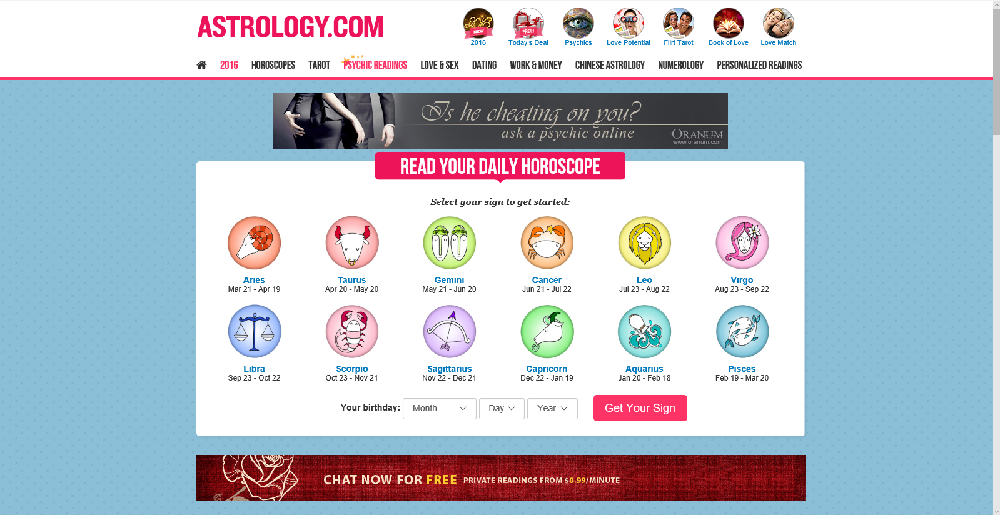 ASTROLOGY.COM
2016
NEW
2016
FREE!
Today's Deal
Psychics
Love Potential
Flirt Tarot
Book of Love
Love Match
2016 HOROSCOPES TAROT PSYCHIC READINGS LOVE & SEX DATING WORK & MONEY CHINESE ASTROLOGY NUMEROLOGY PERSONALIZED READINGS
Is he cheating on you?
ask a psychic online
ORANUM
www.oranum.com
READ YOUR DAILY HOROSCOPE
Select your sign to get started:
Aries
Mar 21 - Apr 19
Taurus
Apr 20 - May 20
Gemini
May 21 - Jun 20
Cancer
Jun 21 - Jul 22
Leo
Jul 23 - Aug 22
Virgo
Aug 23 - Sep 22
Libra
Sep 23 - Oct 22
Scorpio
Oct 23 - Nov 21
Sagittarius
Nov 22 - Dec 21
Capricorn
Dec 22 - Jan 19
Aquarius
Jan 20 - Feb 18
Pisces
Feb 19 - Mar 20
Your birthday: Month Day Year Get Your Sign
CHAT NOW FOR FREE PRIVATE READINGS FROM $0.99/MINUTE